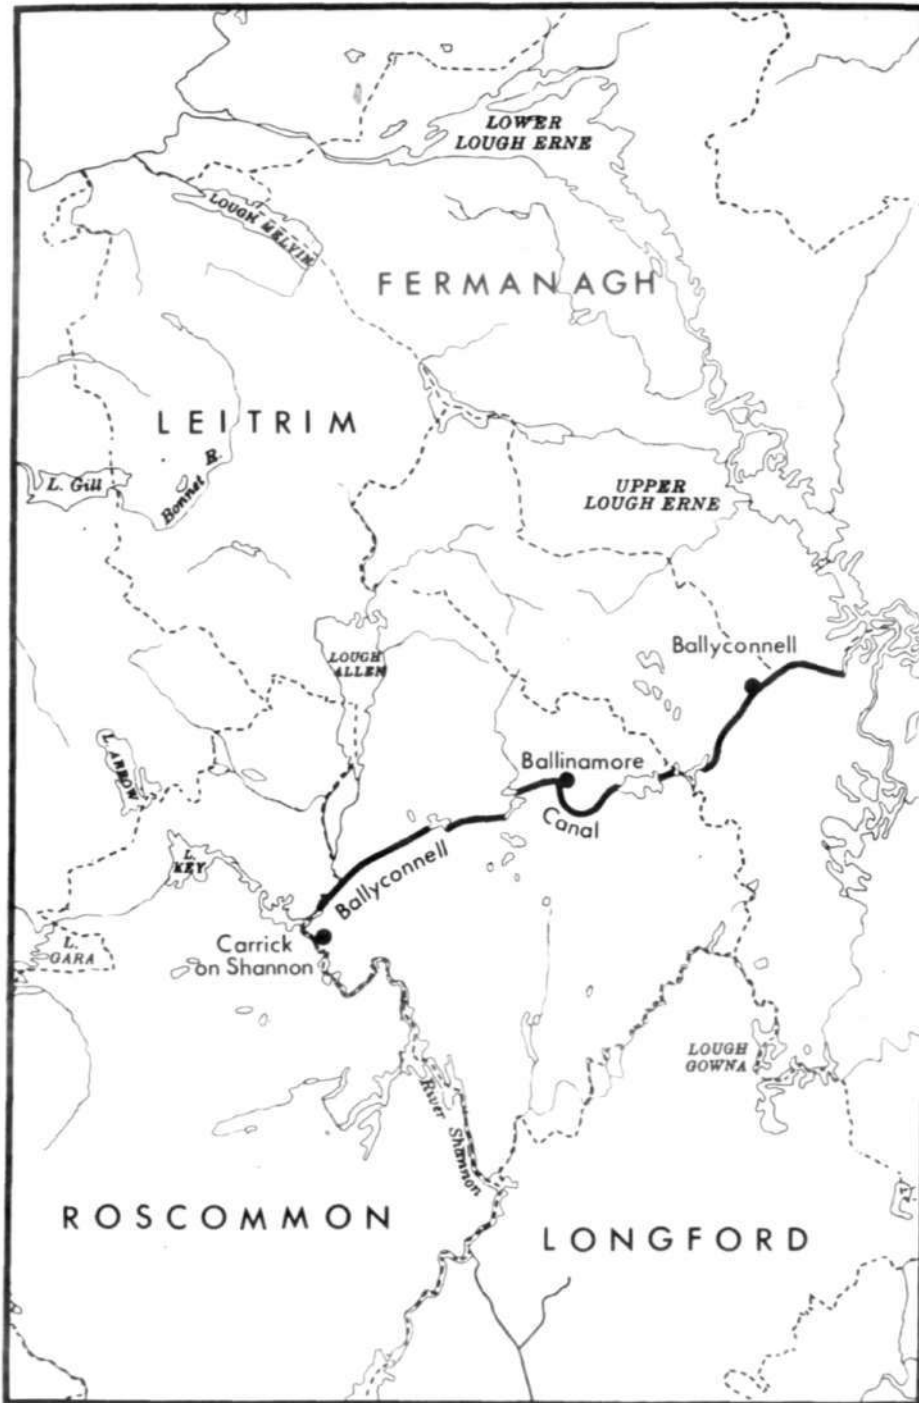 LOWER
LOUGH ERNE
LOUGH MELVIN
FERMANAGH
LEITRIM
L. Gill
Bonnet R.
UPPER
LOUGH ERNE
LOUGH
ALLEN
Ballyconnell
L. ARROW
Ballinamore
Canal
L.
KEY
Ballyconnell
L.
GARA
Carrick
on Shannon
LOUGH
GOWNA
River Shannon
ROSCOMMON
LONGFORD